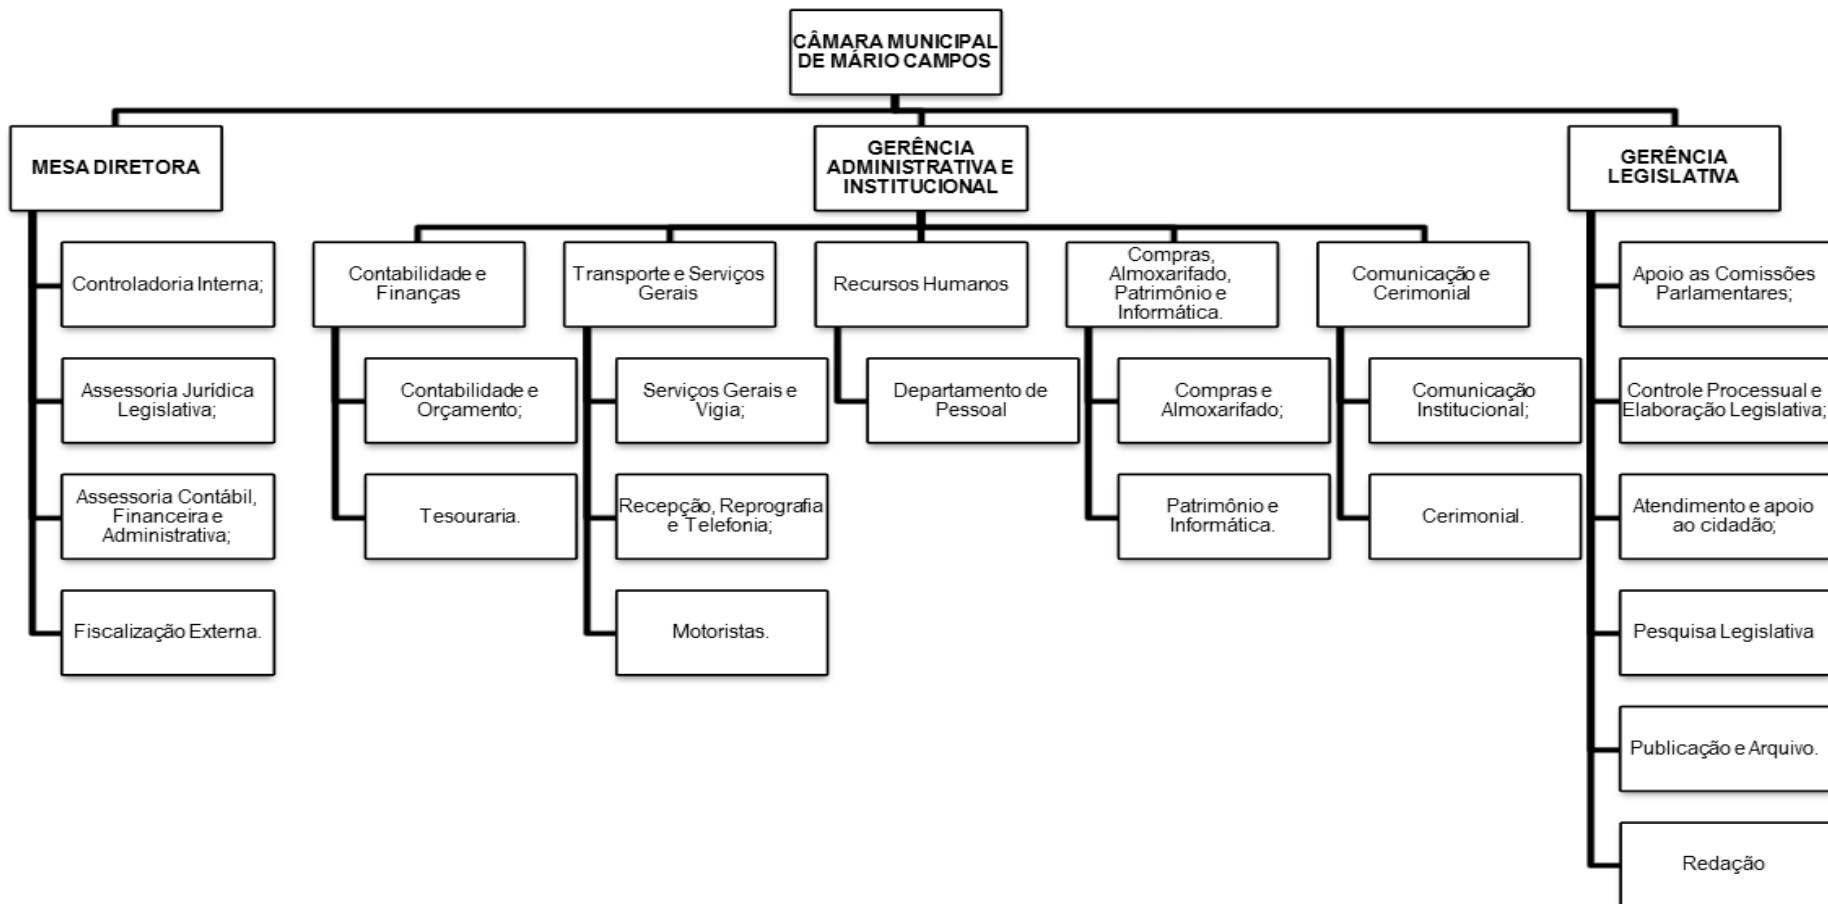 CÂMARA MUNICIPAL
DE MÁRIO CAMPOS
MESA DIRETORA
GERÊNCIA
ADMINISTRATIVA E
INSTITUCIONAL
GERÊNCIA
LEGISLATIVA
Controladoria Interna;
Assessoria Jurídica
Legislativa;
Assessoria Contábil,
Financeira e
Administrativa;
Fiscalização Externa.
Contabilidade e
Finanças
Contabilidade e
Orçamento;
Tesouraria.
Transporte e Serviços
Gerais
Serviços Gerais e
Vigia;
Recepção, Reprografia
e Telefonia;
Motoristas.
Recursos Humanos
Departamento de
Pessoal
Compras,
Almoxarifado,
Patrimônio e
Informática.
Compras e
Almoxarifado;
Patrimônio e
Informática.
Comunicação e
Cerimonial
Comunicação
Institucional;
Cerimonial.
Apoio as Comissões
Parlamentares;
Controle Processual e
Elaboração Legislativa;
Atendimento e apoio
ao cidadão;
Pesquisa Legislativa
Publicação e Arquivo.
Redação